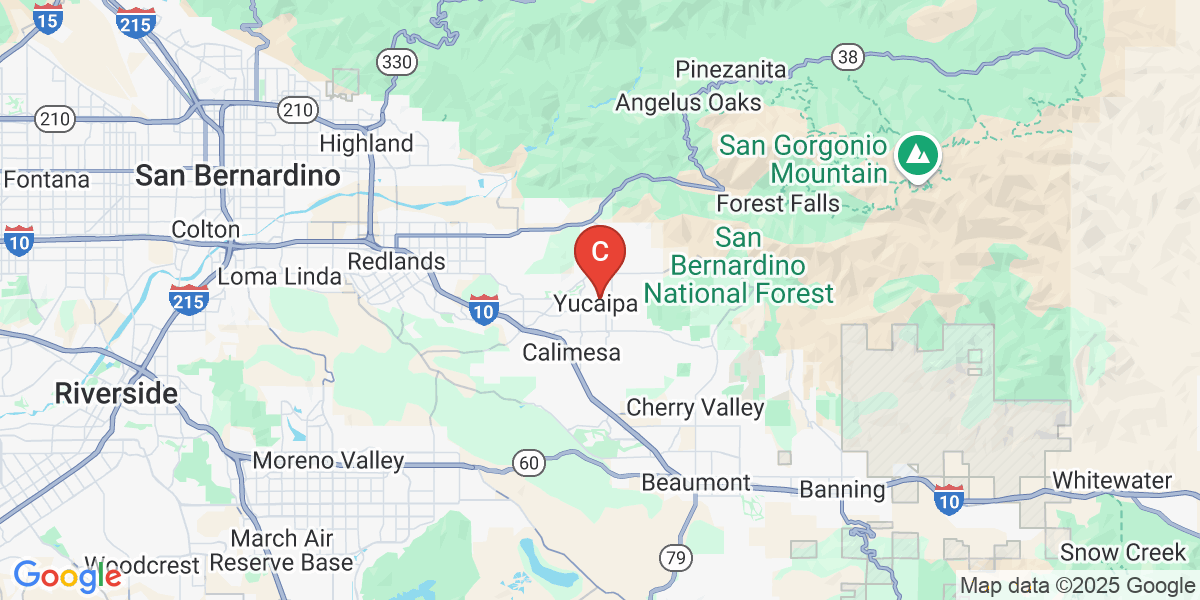 15
215
330
38
Pinezanita
Angelus Oaks
210
210
Highland
San Gorgonio
Mountain
Fontana
San Bernardino
Forest Falls
Colton
10
C
San
Bernardino
National Forest
Redlands
Loma Linda
215
10
Yucaipa
Calimesa
Riverside
Cherry Valley
Moreno Valley
60
Beaumont
Banning
10
Whitewater
March Air
Reserve Base
79
Woodcrest
Snow Creek
Google
Map data ©2025 Google